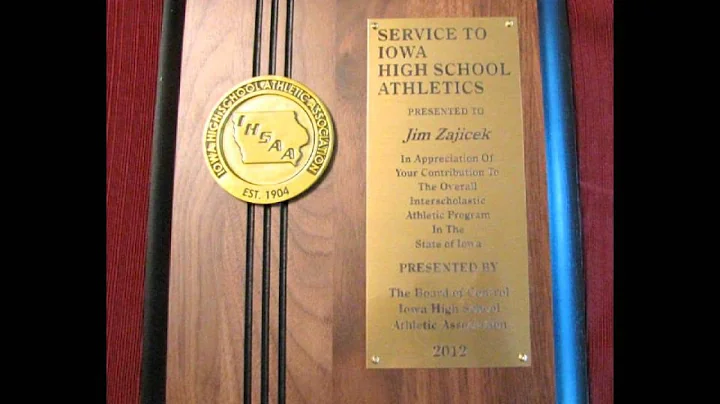 IOWA HIGH SCHOOL ATHLETIC ASSOCIATION
IHSAA
EST. 1904
SERVICE TO
IOWA
HIGH SCHOOL
ATHLETICS
PRESENTED TO
Jim Zajicek
In Appreciation Of
Your Contribution To
The Overall
Interscholastic
Athletic Program
In The
State of Iowa
PRESENTED BY
The Board of Control
Iowa High School
Athletic Association
2012